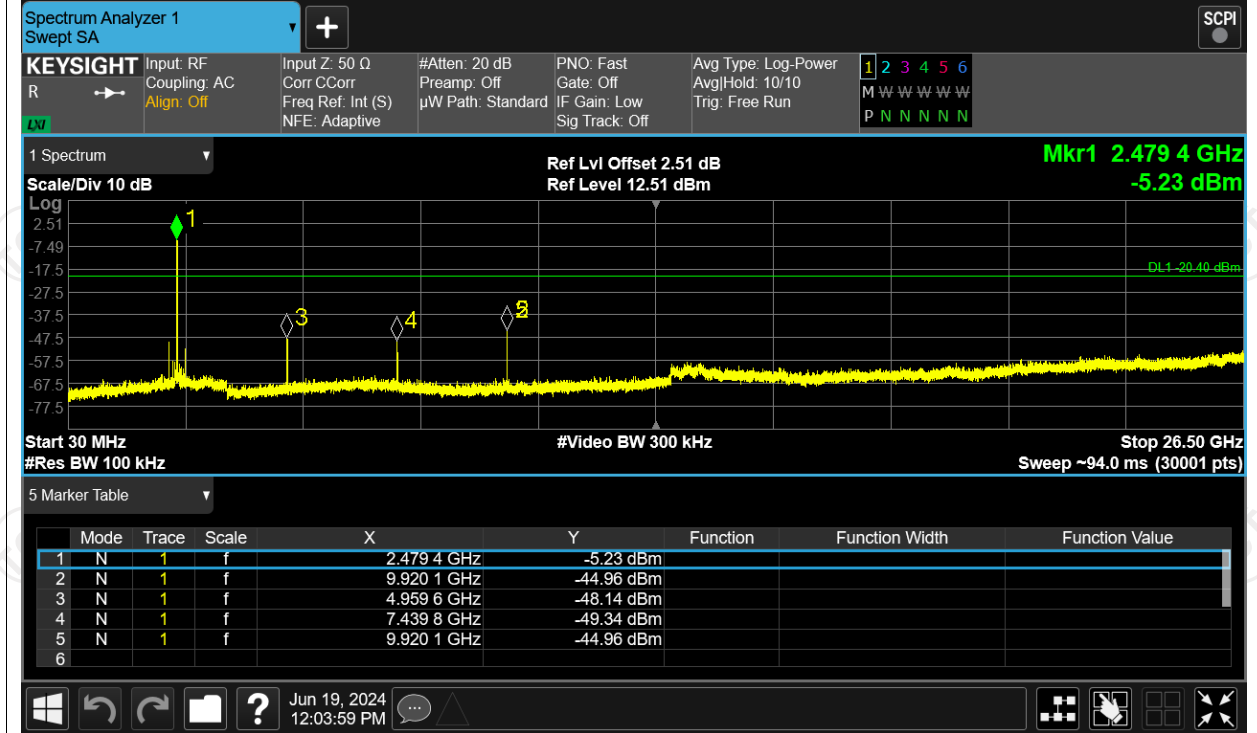 Spectrum Analyzer 1
Swept SA
SCPI
KEYSIGHT
R
LXI
Input: RF
Coupling: AC
Align: Off
Input Z: 50 Ω
Corr CCorr
Freq Ref: Int (S)
NFE: Adaptive
#Atten: 20 dB
Preamp: Off
µW Path: Standard
PNO: Fast
Gate: Off
IF Gain: Low
Sig Track: Off
Avg Type: Log-Power
Avg|Hold: 10/10
Trig: Free Run
1 2 3 4 5 6
M W W W W W
P N N N N N
1 Spectrum
Scale/Div 10 dB
Ref Lvl Offset 2.51 dB
Ref Level 12.51 dBm
Mkr1 2.479 4 GHz
-5.23 dBm
Log
2.51
-7.49
-17.5
-27.5
-37.5
-47.5
-57.5
-67.5
-77.5
1
3
4
DL1 -20.40 dBm
Start 30 MHz
#Video BW 300 kHz
Stop 26.50 GHz
#Res BW 100 kHz
Sweep ~94.0 ms (30001 pts)
5 Marker Table
Mode Trace Scale X Y Function Function Width Function Value
1 N 1 f 2.479 4 GHz -5.23 dBm
2 N 1 f 9.920 1 GHz -44.96 dBm
3 N 1 f 4.959 6 GHz -48.14 dBm
4 N 1 f 7.439 8 GHz -49.34 dBm
5 N 1 f 9.920 1 GHz -44.96 dBm
6
?
Jun 19, 2024
12:03:59 PM